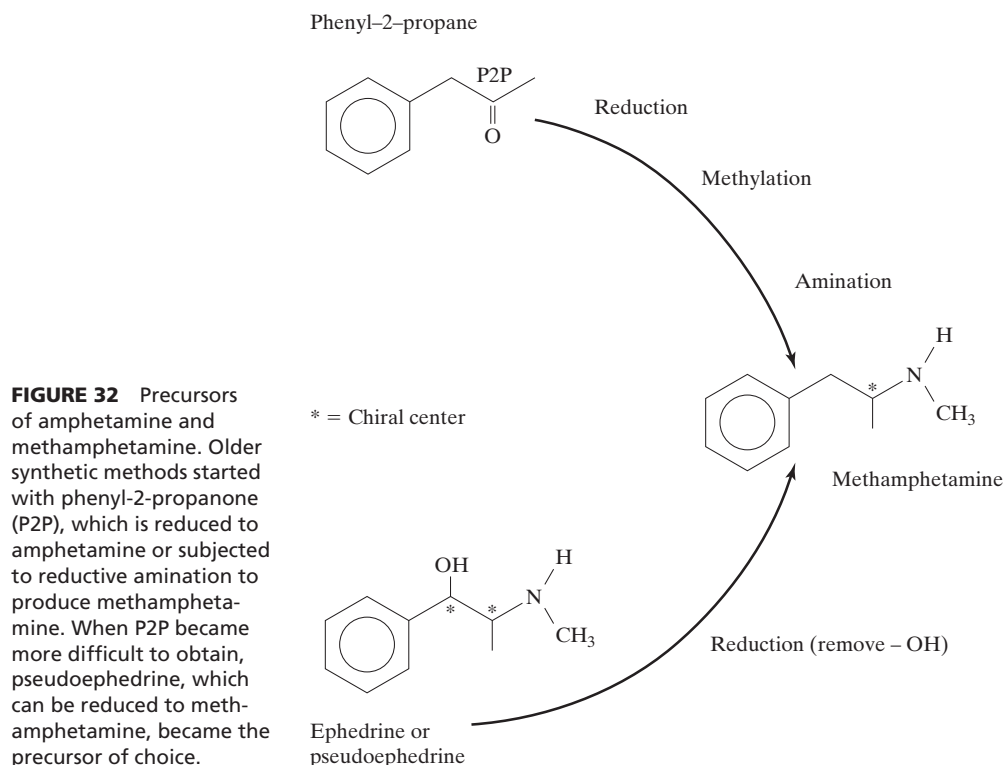 Phenyl–2–propane
P2P
O
Reduction
Methylation
Amination
H
N
CH3
*
Methamphetamine
* = Chiral center
FIGURE 32 Precursors
of amphetamine and
methamphetamine. Older
synthetic methods started
with phenyl-2-propanone
(P2P), which is reduced to
amphetamine or subjected
to reductive amination to
produce methampheta-
mine. When P2P became
more difficult to obtain,
pseudoephedrine, which
can be reduced to meth-
amphetamine, became the
precursor of choice.
OH
H
N
* *
CH3
Reduction (remove – OH)
Ephedrine or
pseudoephedrine